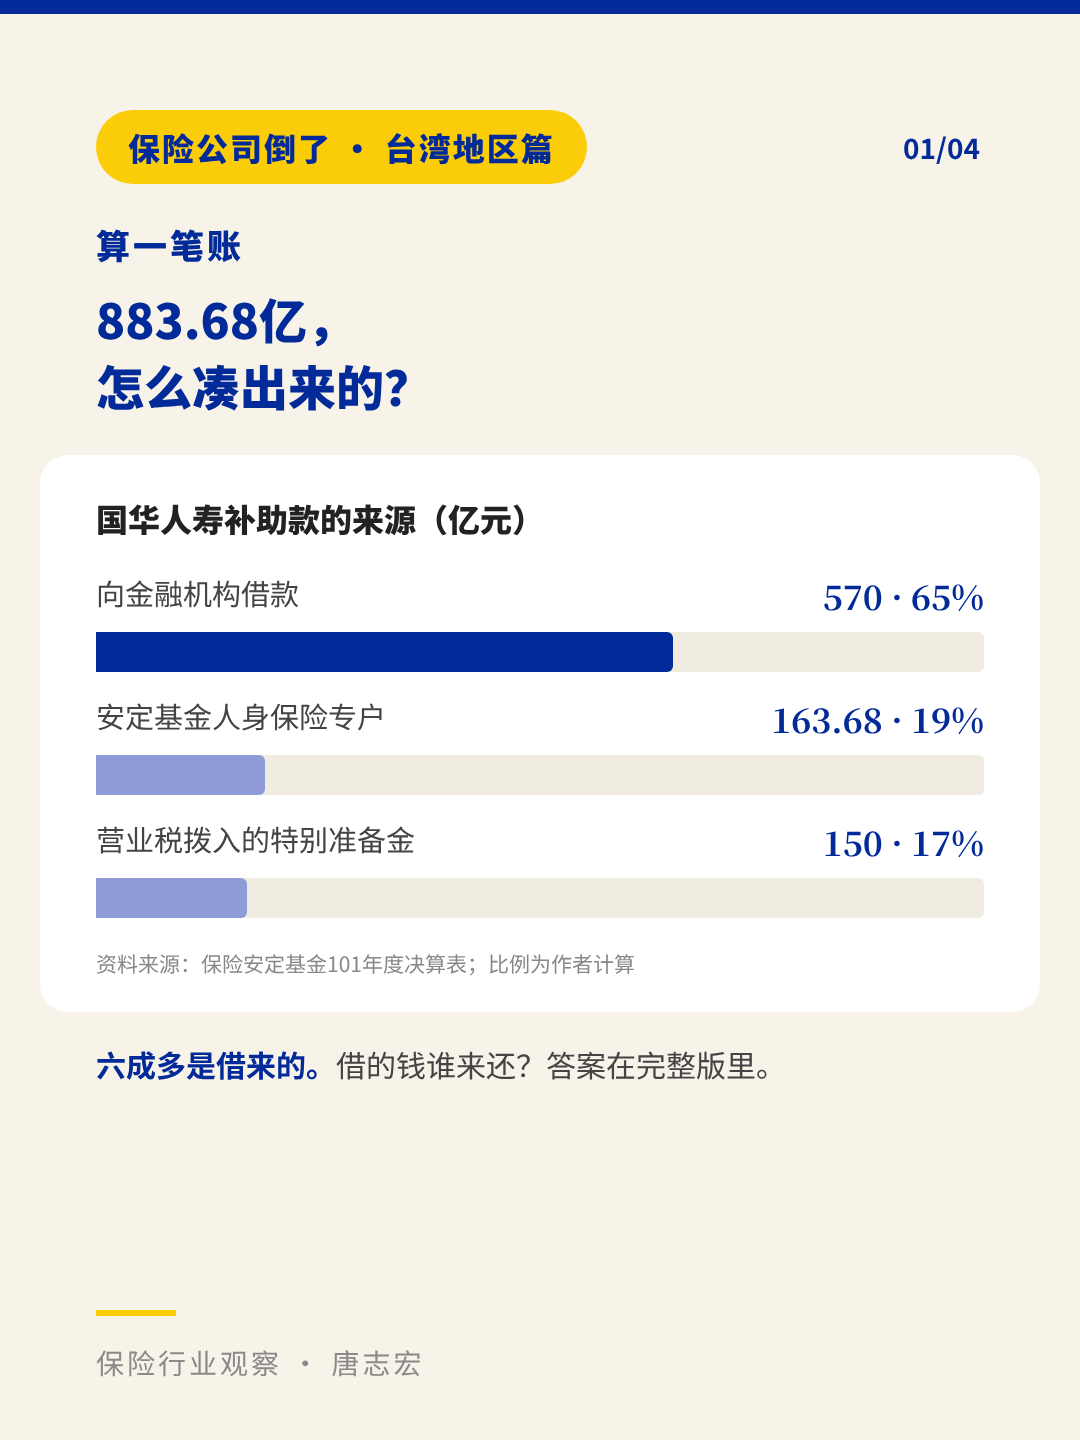 保险公司倒了 · 台湾地区篇
01/04
算一笔账
883.68亿，
怎么凑出来的？
国华人寿补助款的来源（亿元）
向金融机构借款
570 · 65%
安定基金人身保险专户
163.68 · 19%
营业税拨入的特别准备金
150 · 17%
资料来源：保险安定基金101年度决算表；比例为作者计算
六成多是借来的。借的钱谁来还？答案在完整版里。
保险行业观察 · 唐志宏